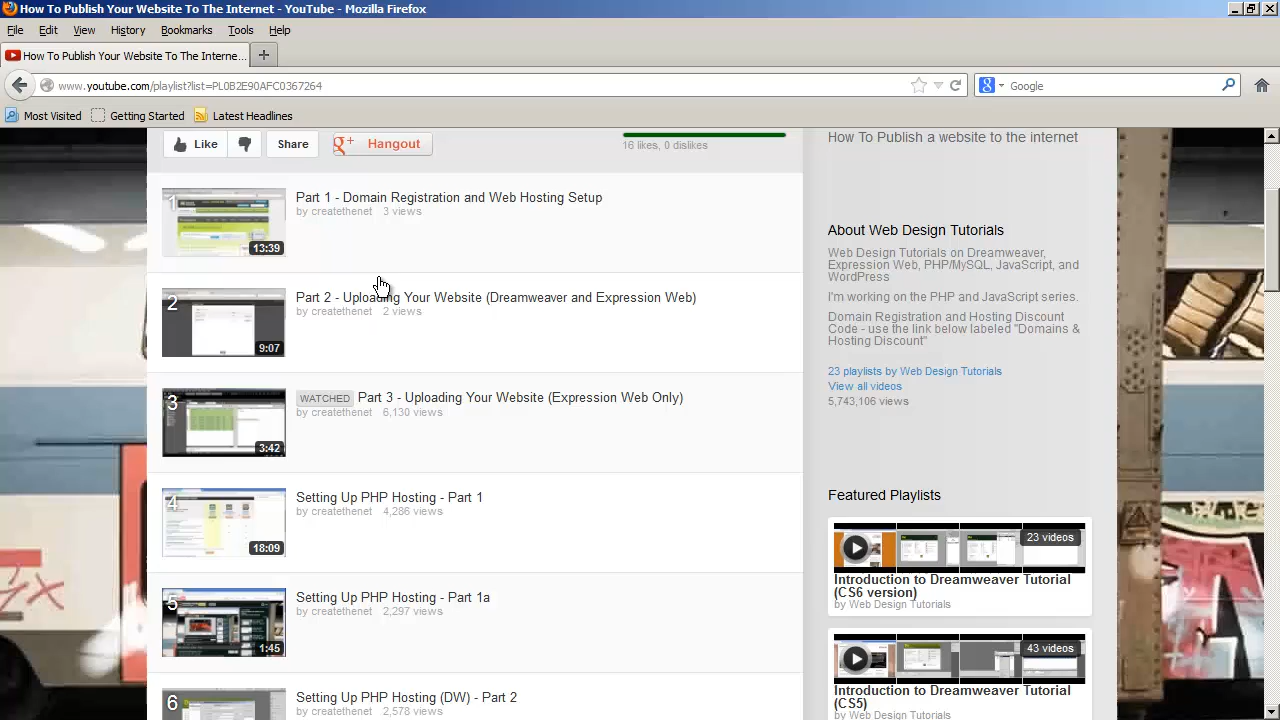 How To Publish Your Website To The Internet - YouTube - Mozilla Firefox
File Edit View History Bookmarks Tools Help
How To Publish Your Website To The Interne...
www.youtube.com/playlist?list=PL0B2E90AFC0367264
Google
Most Visited Getting Started Latest Headlines
Like Share g+ Hangout
16 likes, 0 dislikes
1
13:39
Part 1 - Domain Registration and Web Hosting Setup
by createthenet 3 views
2
9:07
Part 2 - Uploading Your Website (Dreamweaver and Expression Web)
by createthenet 2 views
3
3:42
WATCHED Part 3 - Uploading Your Website (Expression Web Only)
by createthenet 6,130 views
4
18:09
Setting Up PHP Hosting - Part 1
by createthenet 4,286 views
5
1:45
Setting Up PHP Hosting - Part 1a
by createthenet 2,297 views
6
Setting Up PHP Hosting (DW) - Part 2
by createthenet 2,578 views
How To Publish a website to the internet
About Web Design Tutorials
Web Design Tutorials on Dreamweaver,
Expression Web, PHP/MySQL, JavaScript, and
WordPress
I'm working on the PHP and JavaScript series.
Domain Registration and Hosting Discount
Code - use the link below labeled "Domains &
Hosting Discount"
23 playlists by Web Design Tutorials
View all videos
5,743,106 views
Featured Playlists
23 videos
Introduction to Dreamweaver Tutorial
(CS6 version)
by Web Design Tutorials
43 videos
Introduction to Dreamweaver Tutorial
(CS5)
by Web Design Tutorials